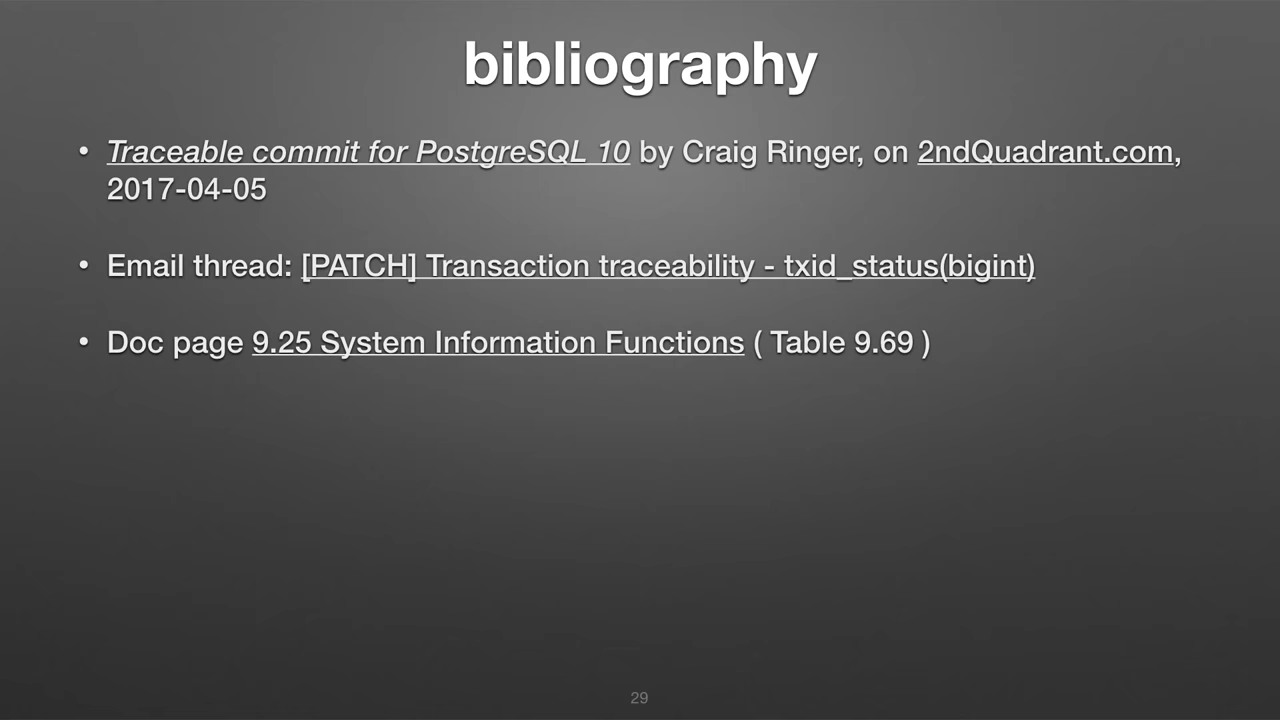 bibliography
• Traceable commit for PostgreSQL 10 by Craig Ringer, on 2ndQuadrant.com,
2017-04-05
• Email thread: [PATCH] Transaction traceability - txid_status(bigint)
• Doc page 9.25 System Information Functions ( Table 9.69 )
29